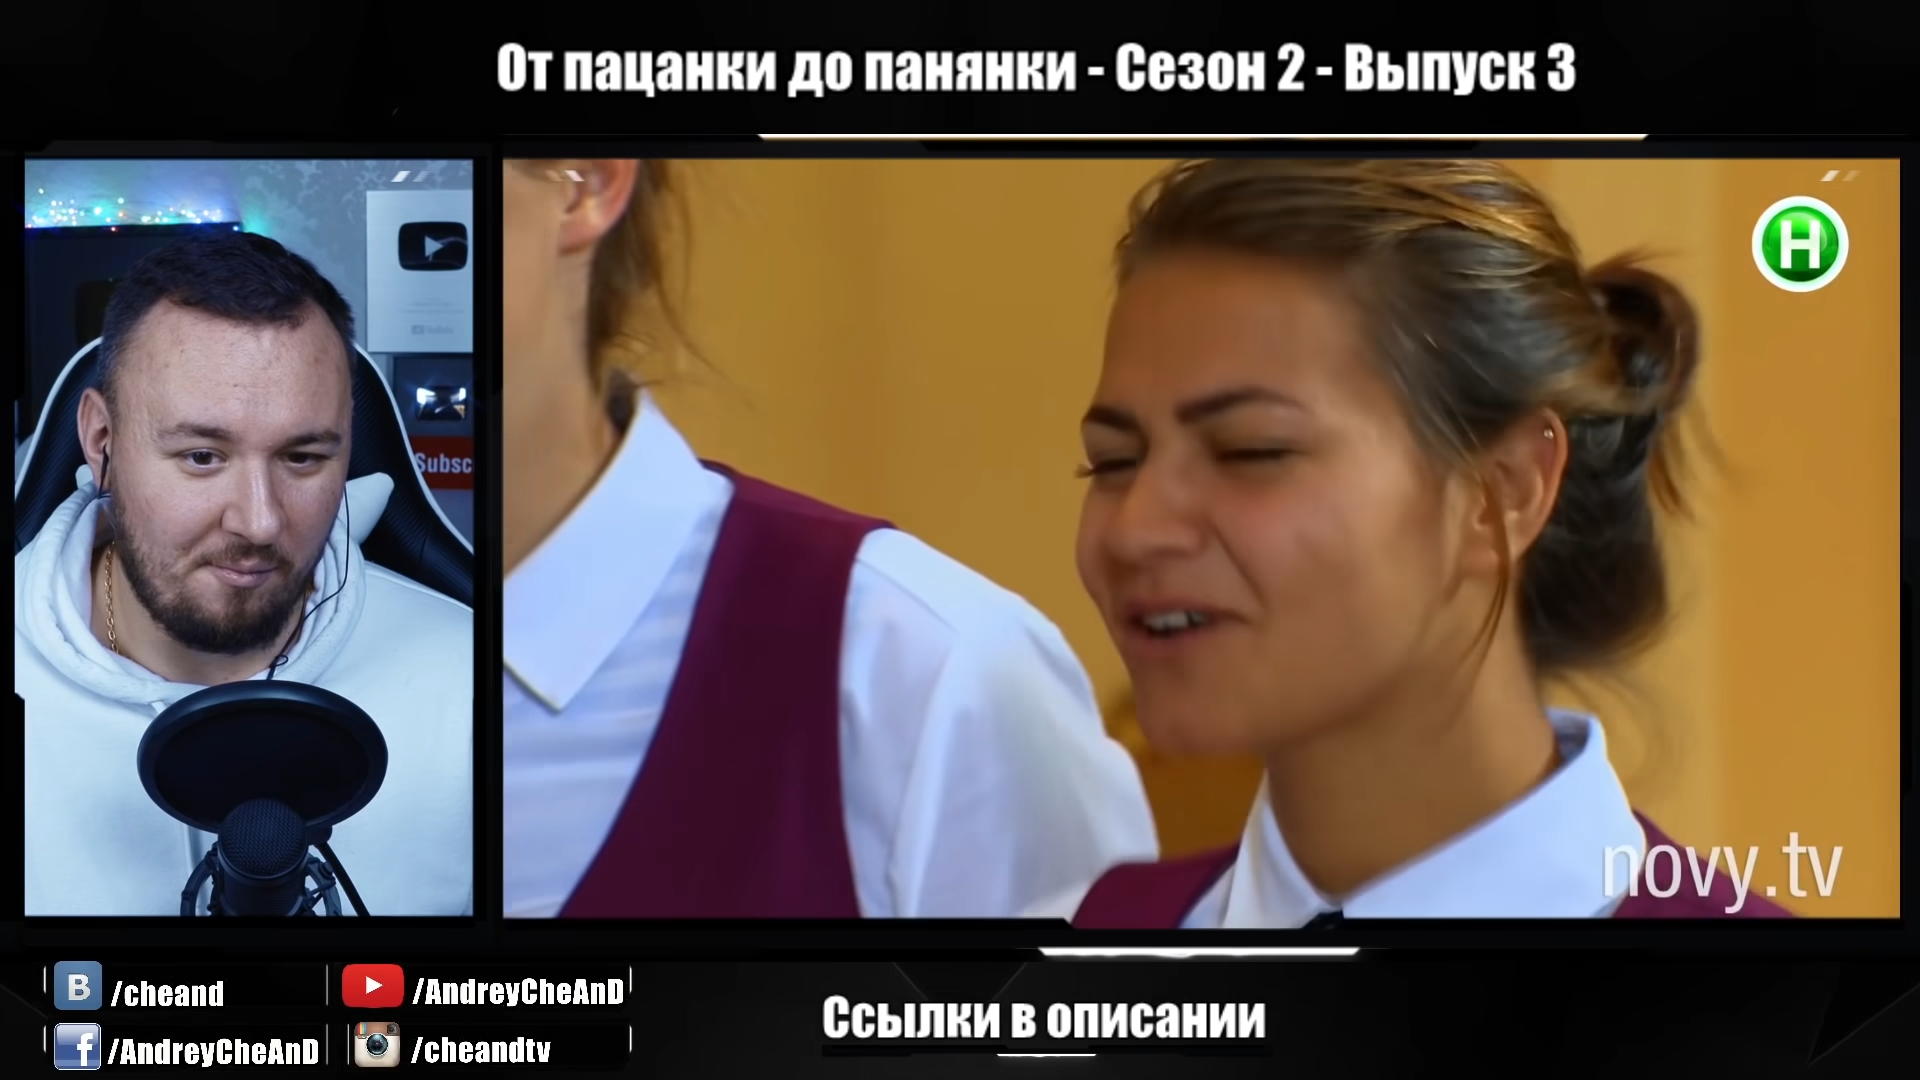 От пацанки до панянки - Сезон 2 - Выпуск 3
Subsc
H
novy.tv
B /cheand
/AndreyCheAnD
f /AndreyCheAnD
/cheandtv
Ссылки в описании